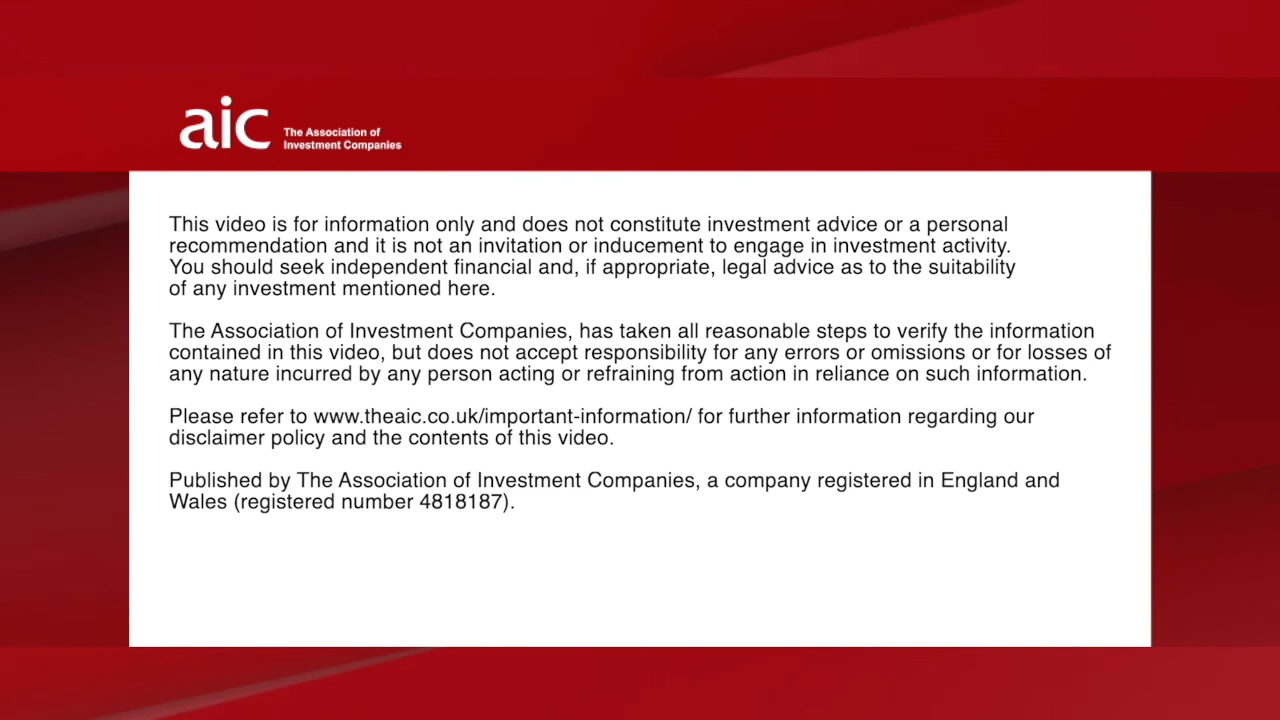 aic
The Association of
Investment Companies
This video is for information only and does not constitute investment advice or a personal
recommendation and it is not an invitation or inducement to engage in investment activity.
You should seek independent financial and, if appropriate, legal advice as to the suitability
of any investment mentioned here.
The Association of Investment Companies, has taken all reasonable steps to verify the information
contained in this video, but does not accept responsibility for any errors or omissions or for losses of
any nature incurred by any person acting or refraining from action in reliance on such information.
Please refer to www.theaic.co.uk/important-information/ for further information regarding our
disclaimer policy and the contents of this video.
Published by The Association of Investment Companies, a company registered in England and
Wales (registered number 4818187).